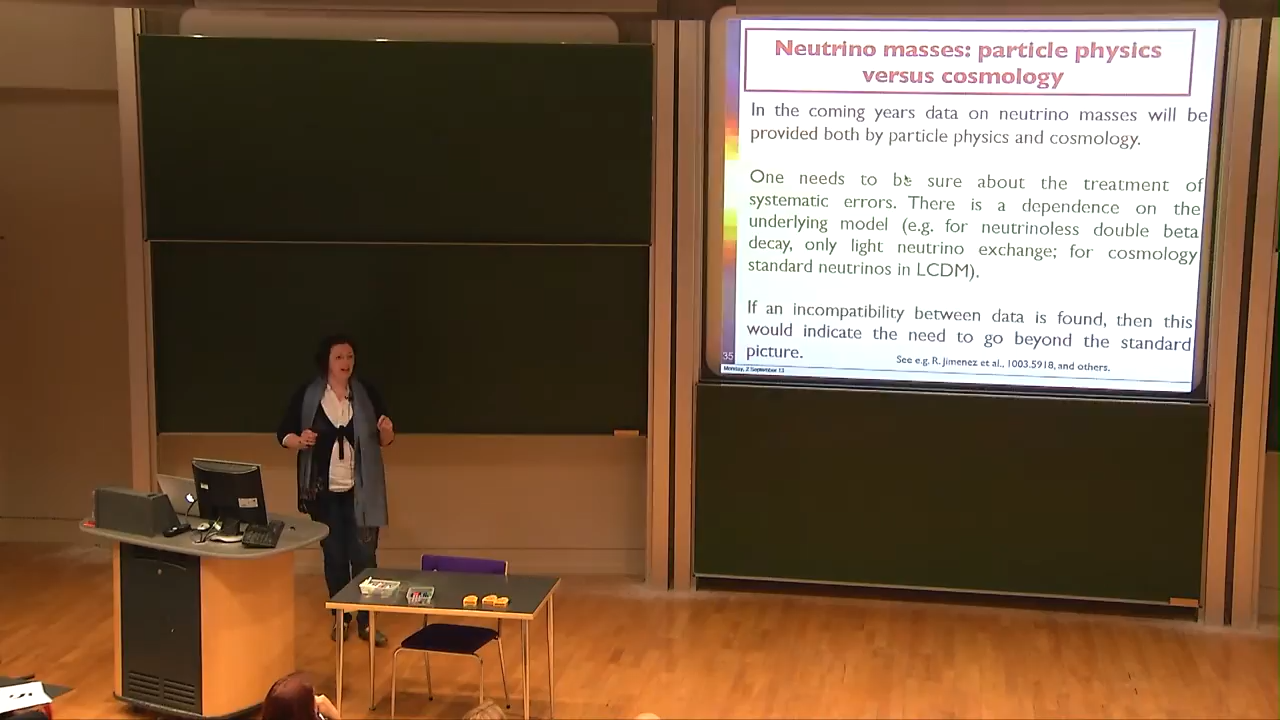 Neutrino masses: particle physics
versus cosmology
In the coming years data on neutrino masses will be
provided both by particle physics and cosmology.
One needs to be sure about the treatment of
systematic errors. There is a dependence on the
underlying model (e.g. for neutrinoless double beta
decay, only light neutrino exchange; for cosmology
standard neutrinos in LCDM).
If an incompatibility between data is found, then this
would indicate the need to go beyond the standard
picture.
See e.g. R. Jimenez et al., 1003.5918, and others.
35
Monday, 2 September 13